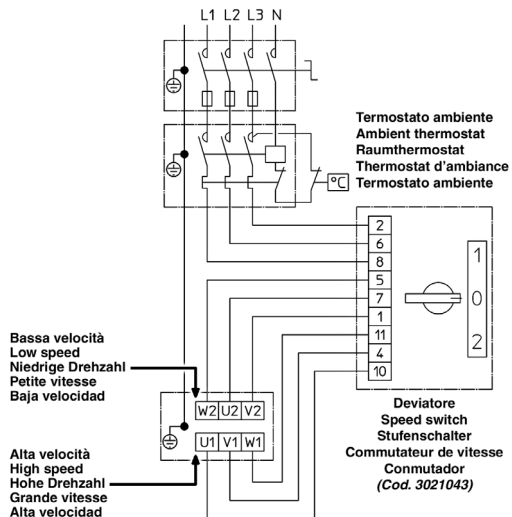 L1 L2 L3 N
Termostato ambiente
Ambient thermostat
Raumthermostat
Thermostat d'ambiance
Termostato ambiente
°C
2
6
8
5
7
1
11
4
10
1
0
2
Bassa velocità
Low speed
Niedrige Drehzahl
Petite vitesse
Baja velocidad
W2 U2 V2
U1 V1 W1
Alta velocità
High speed
Hohe Drehzahl
Grande vitesse
Alta velocidad
Deviatore
Speed switch
Stufenschalter
Commutateur de vitesse
Conmutador
(Cod. 3021043)